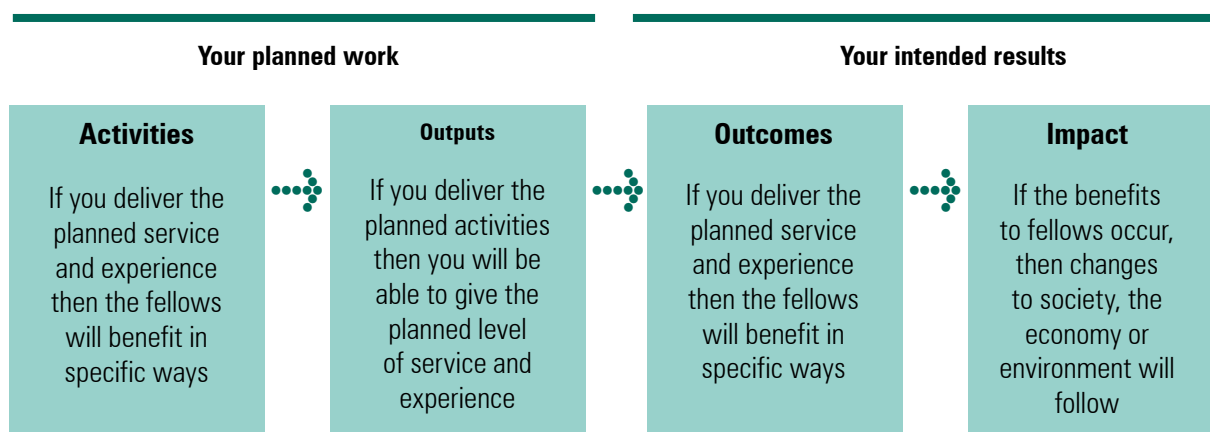 Your planned work
Your intended results
Activities
If you deliver the
planned service
and experience
then the fellows
will benefit in
specific ways
Outputs
If you deliver the
planned activities
then you will be
able to give the
planned level
of service and
experience
Outcomes
If you deliver the
planned service
and experience
then the fellows
will benefit in
specific ways
Impact
If the benefits
to fellows occur,
then changes
to society, the
economy or
environment will
follow